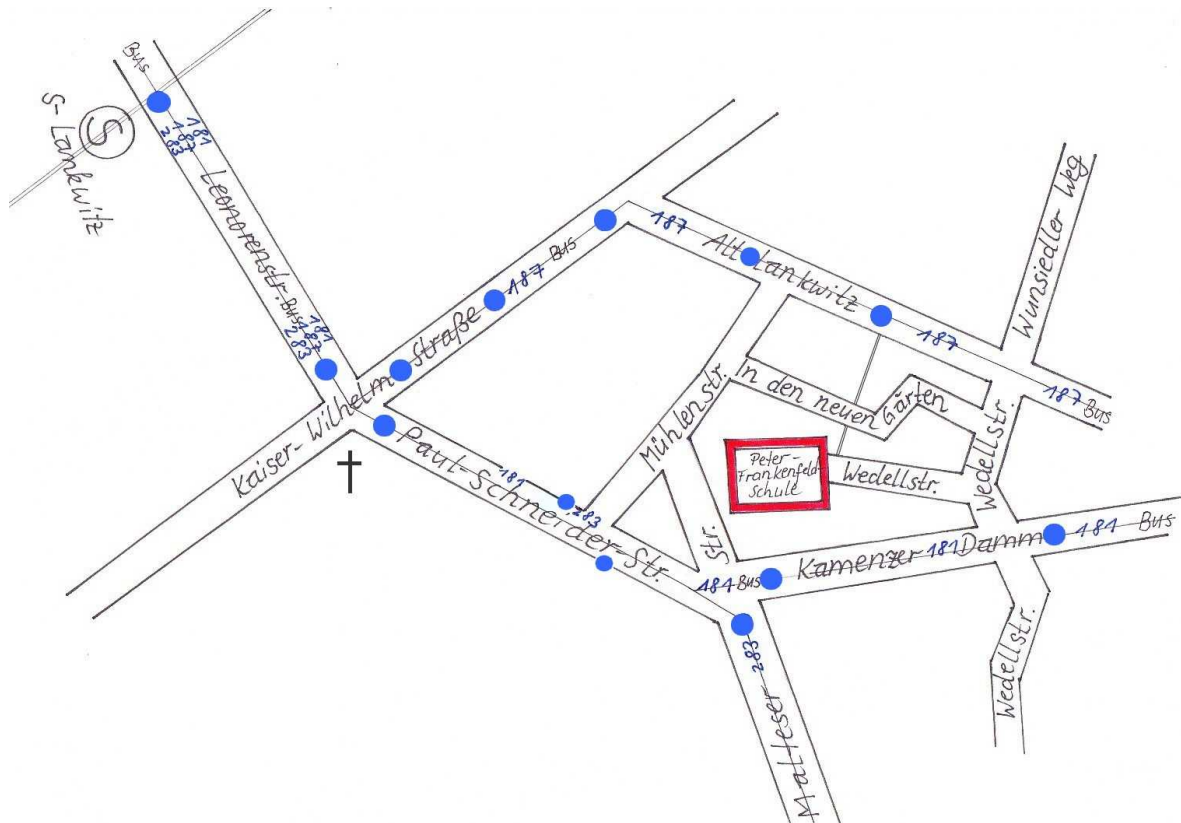 Bus
S
S-Lankwitz
181
187
283
Leonorenstr.
Bus
181
187
283
Kaiser-Wilhelm Straße
187 Bus
187
Alt Lankwitz
187
187 Bus
Wunsiedler Weg
In den neuen Gärten
Mühlenstr.
Wedellstr
Peter-
Frankenfeld-
Schule
Wedellstr.
Paul-Schneider-Str.
181
283
Str.
181 Bus
Kamenzer 181 Damm
181 Bus
283
Malteser
Wedellstr.